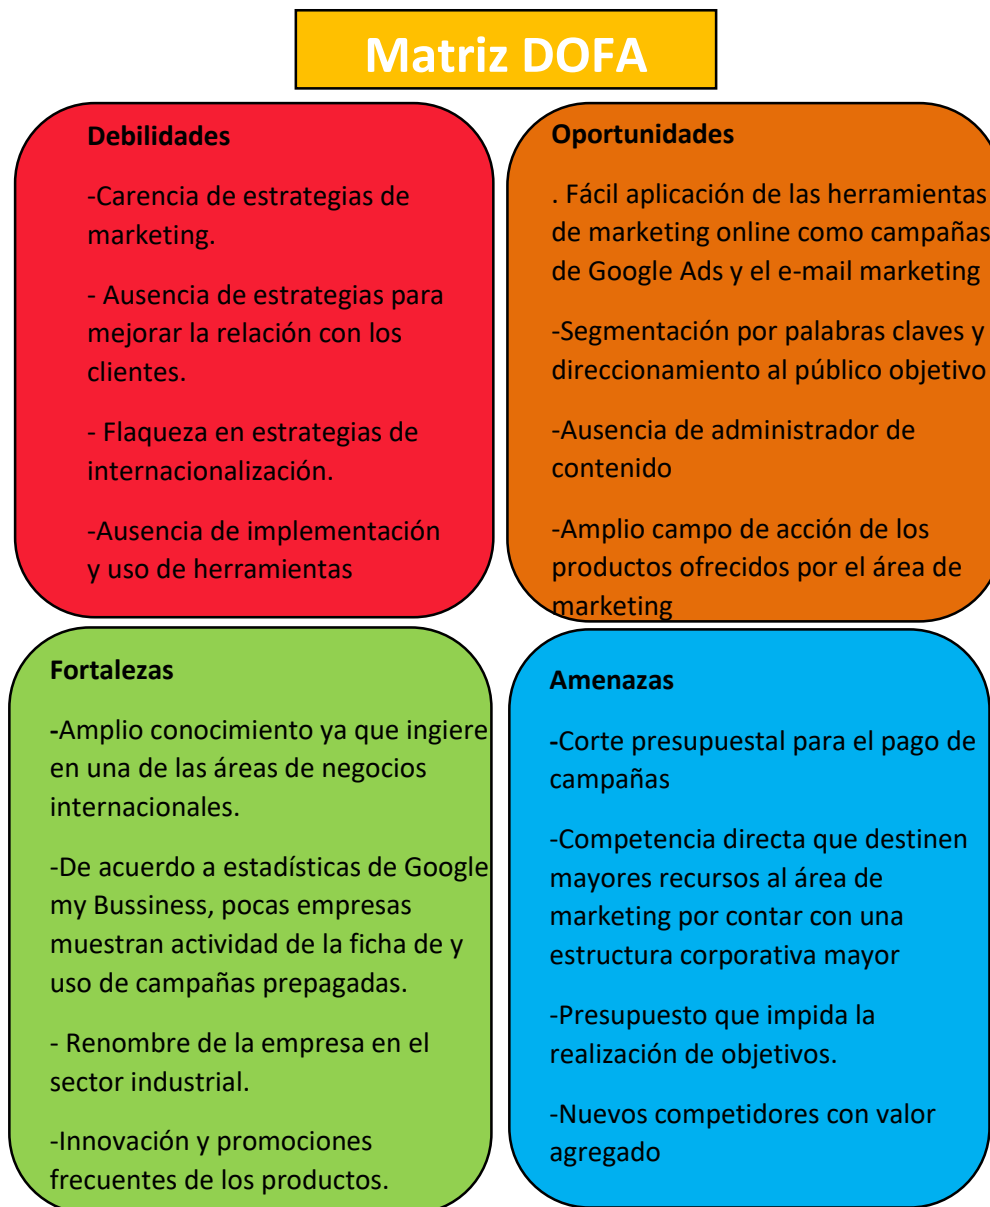 Matriz DOFA
Debilidades
-Carencia de estrategias de
marketing.
- Ausencia de estrategias para
mejorar la relación con los
clientes.
- Flaqueza en estrategias de
internacionalización.
-Ausencia de implementación
y uso de herramientas
Oportunidades
. Fácil aplicación de las herramientas
de marketing online como campañas
de Google Ads y el e-mail marketing
-Segmentación por palabras claves y
direccionamiento al público objetivo
-Ausencia de administrador de
contenido
-Amplio campo de acción de los
productos ofrecidos por el área de
marketing
Fortalezas
-Amplio conocimiento ya que ingiere
en una de las áreas de negocios
internacionales.
-De acuerdo a estadísticas de Google
my Bussiness, pocas empresas
muestran actividad de la ficha de y
uso de campañas prepagadas.
- Renombre de la empresa en el
sector industrial.
-Innovación y promociones
frecuentes de los productos.
Amenazas
-Corte presupuestal para el pago de
campañas
-Competencia directa que destinen
mayores recursos al área de
marketing por contar con una
estructura corporativa mayor
-Presupuesto que impida la
realización de objetivos.
-Nuevos competidores con valor
agregado